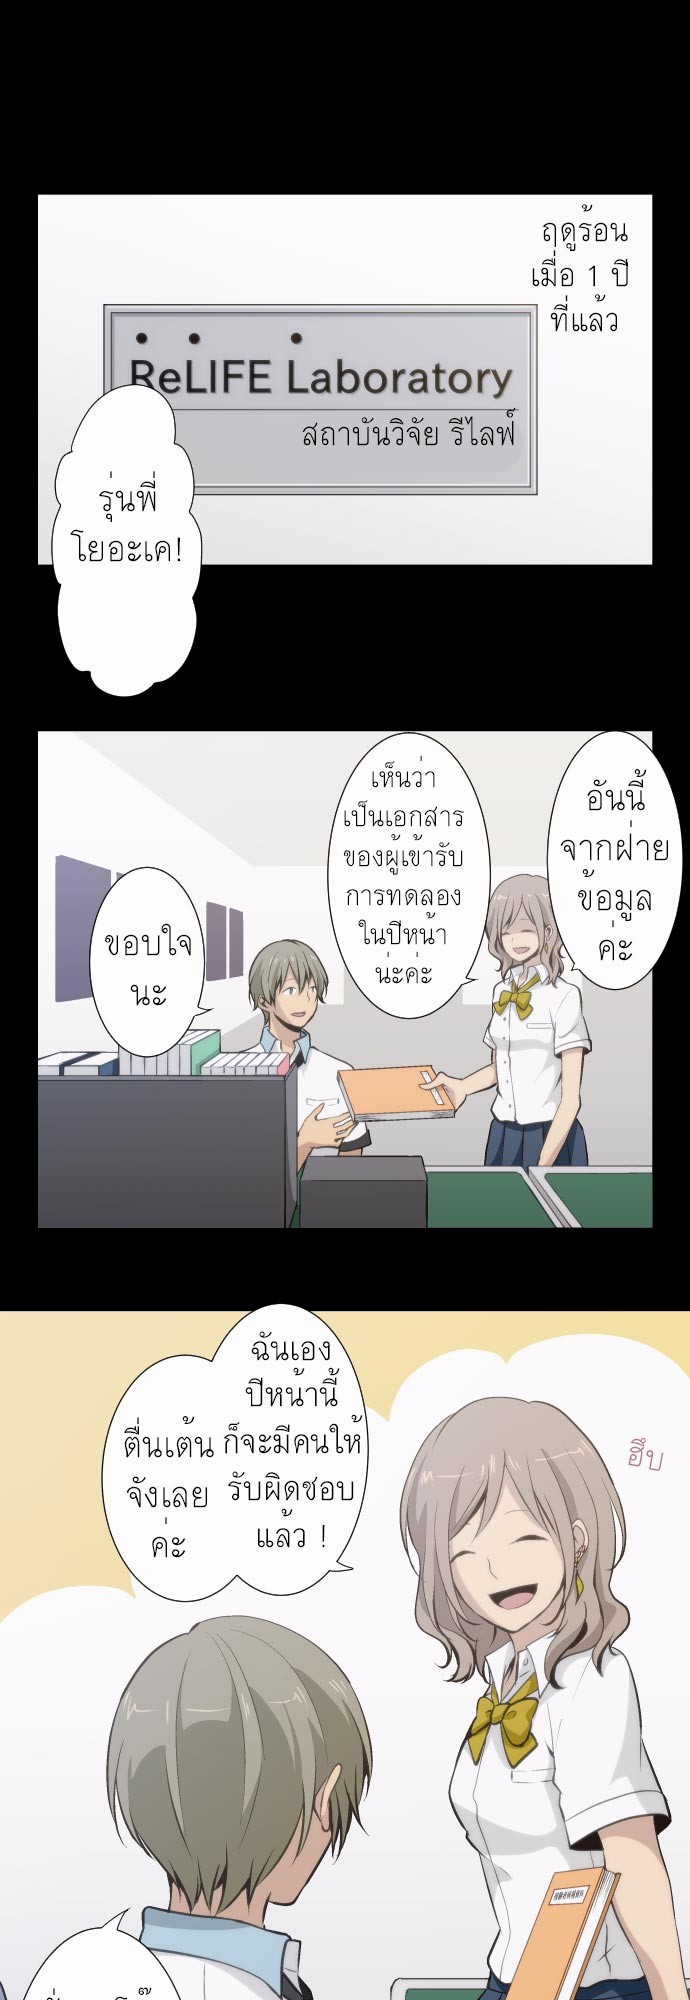 ฤดูร้อน
เมื่อ 1 ปี
ที่แล้ว
ReLIFE Laboratory
สถาบันวิจัย รีไลฟ์
รุ่นพี่
โยอะเค!
อันนี้
จากฝ่าย
ข้อมูล
ค่ะ
เห็นว่า
เป็นเอกสาร
ของผู้เข้ารับ
การทดลอง
ในปีหน้า
น่ะค่ะ
ขอบใจ
นะ
ฉันเอง
ปีหน้านี้
ก็จะมีคนให้
รับผิดชอบ
แล้ว !
ตื่นเต้น
จังเลย
ค่ะ
ฮึบ